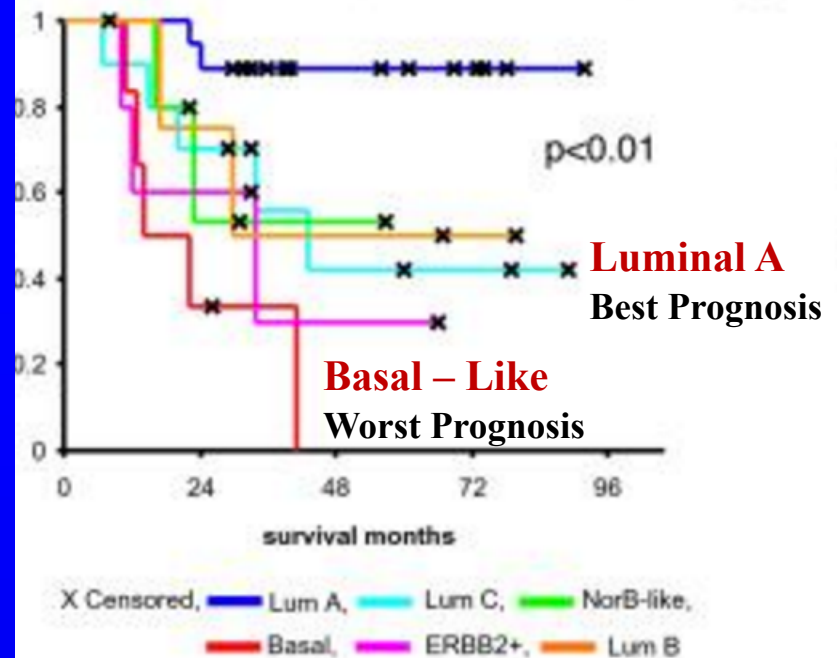 1
0.8
p<0.01
0.6
0.4
Luminal A
Best Prognosis
0.2
Basal – Like
Worst Prognosis
0
0 24 48 72 96
survival months
X Censored, Lum A, Lum C, NorB-like,
Basal, ERBB2+, Lum B